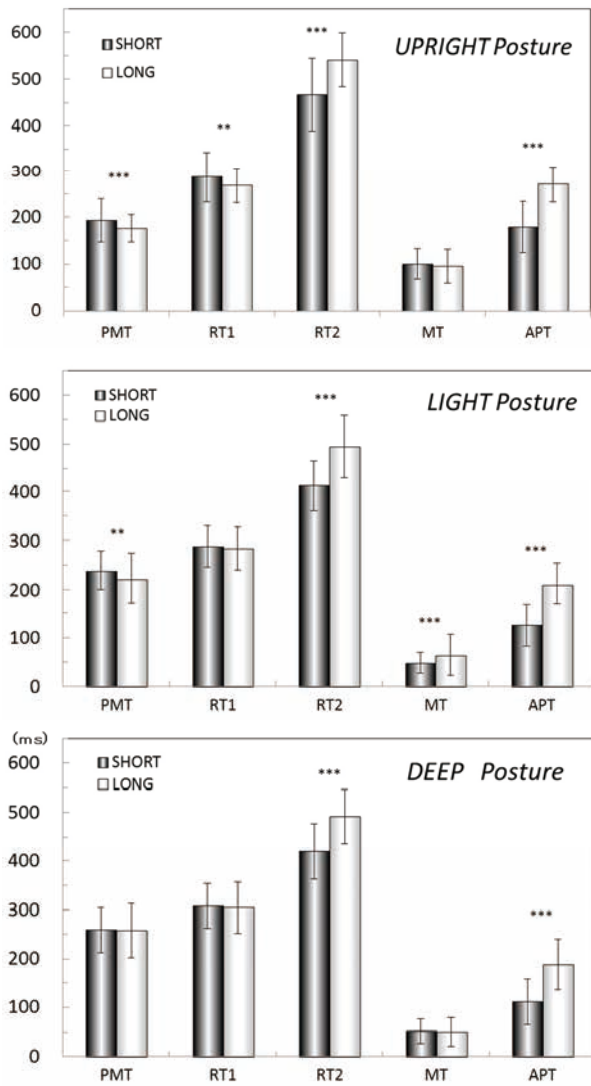 600
SHORT
LONG
***
UPRIGHT Posture
500
400
**
***
300
***
200
100
0
PMT
RT1
RT2
MT
APT
600
SHORT
LONG
***
LIGHT Posture
500
400
**
***
300
200
***
100
0
PMT
RT1
RT2
MT
APT
(ms)
600
SHORT
LONG
***
DEEP Posture
500
400
***
300
200
100
0
PMT
RT1
RT2
MT
APT